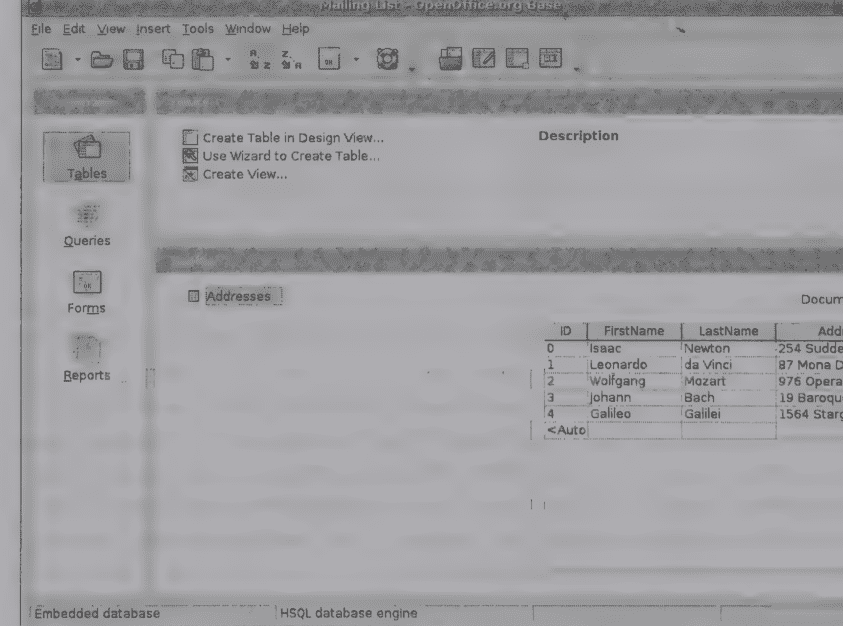 Mailing List - OpenOffice.org Base
File Edit View Insert Tools Window Help
Create Table in Design View...
Use Wizard to Create Table...
Create View...
Description
Tables
Queries
Forms
Reports
Addresses
Docum
ID FirstName LastName Addr
0 Isaac Newton 254 Sudde
1 Leonardo da Vinci 87 Mona D
2 Wolfgang Mozart 976 Opera
3 Johann Bach 19 Baroqu
4 Galileo Galilei 1564 Starg
<Auto
Embedded database HSQL database engine